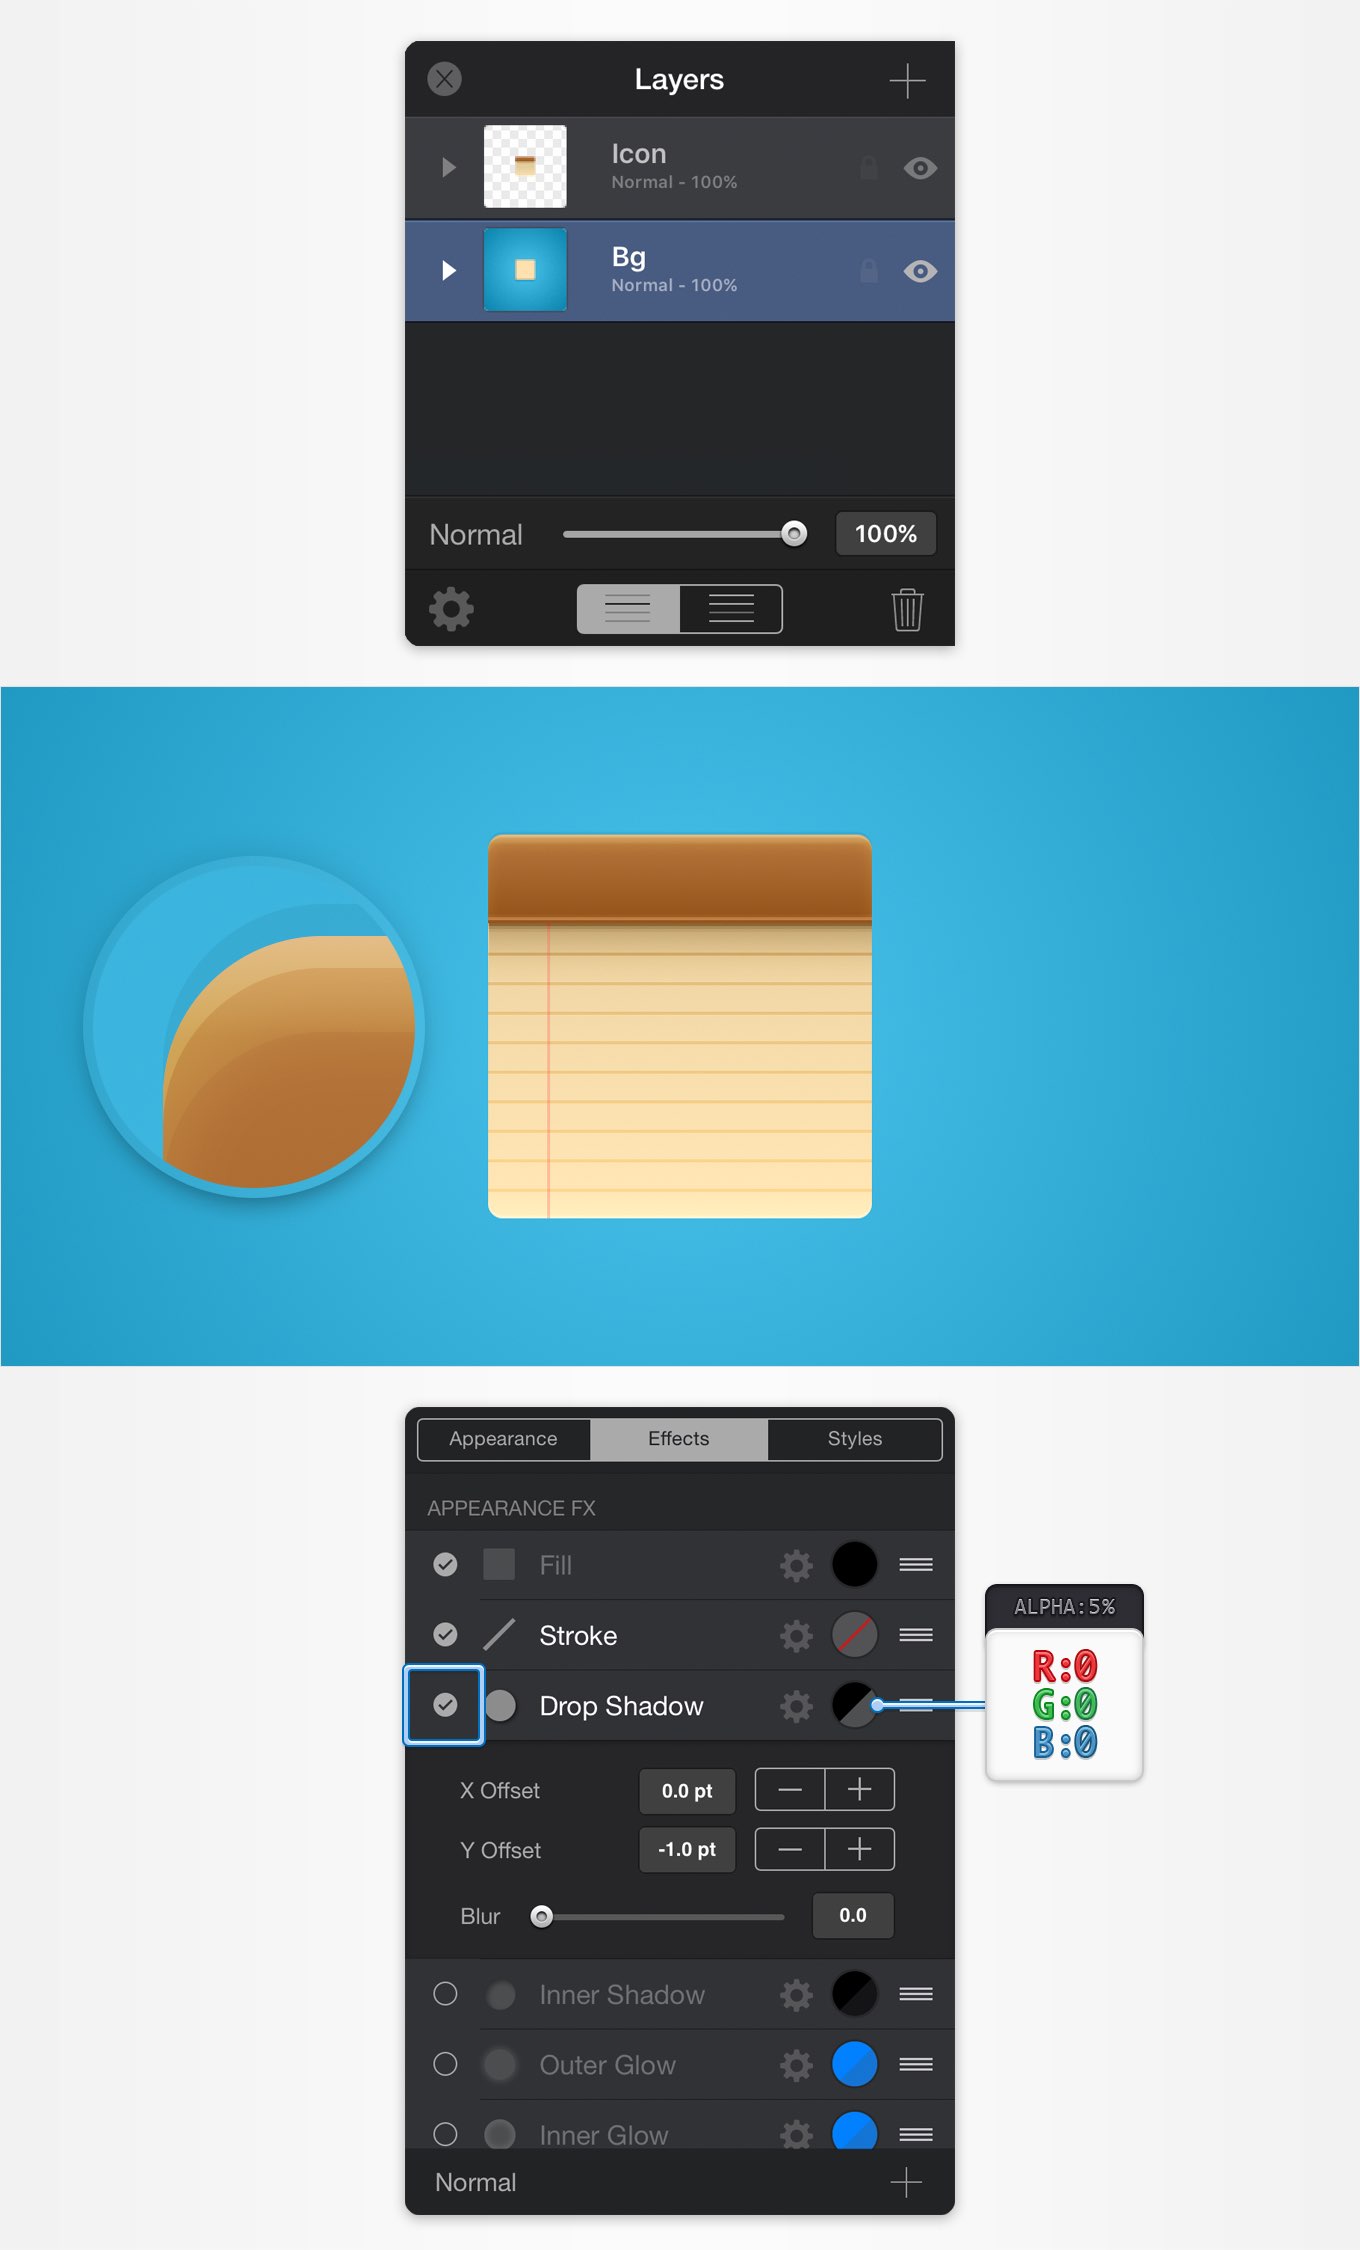 Layers
Icon
Normal - 100%
Bg
Normal - 100%
Normal 100%
Appearance Effects Styles
APPEARANCE FX
Fill
Stroke
Drop Shadow
ALPHA:5%
R:0
G:0
B:0
X Offset 0.0 pt
Y Offset -1.0 pt
Blur 0.0
Inner Shadow
Outer Glow
Inner Glow
Normal